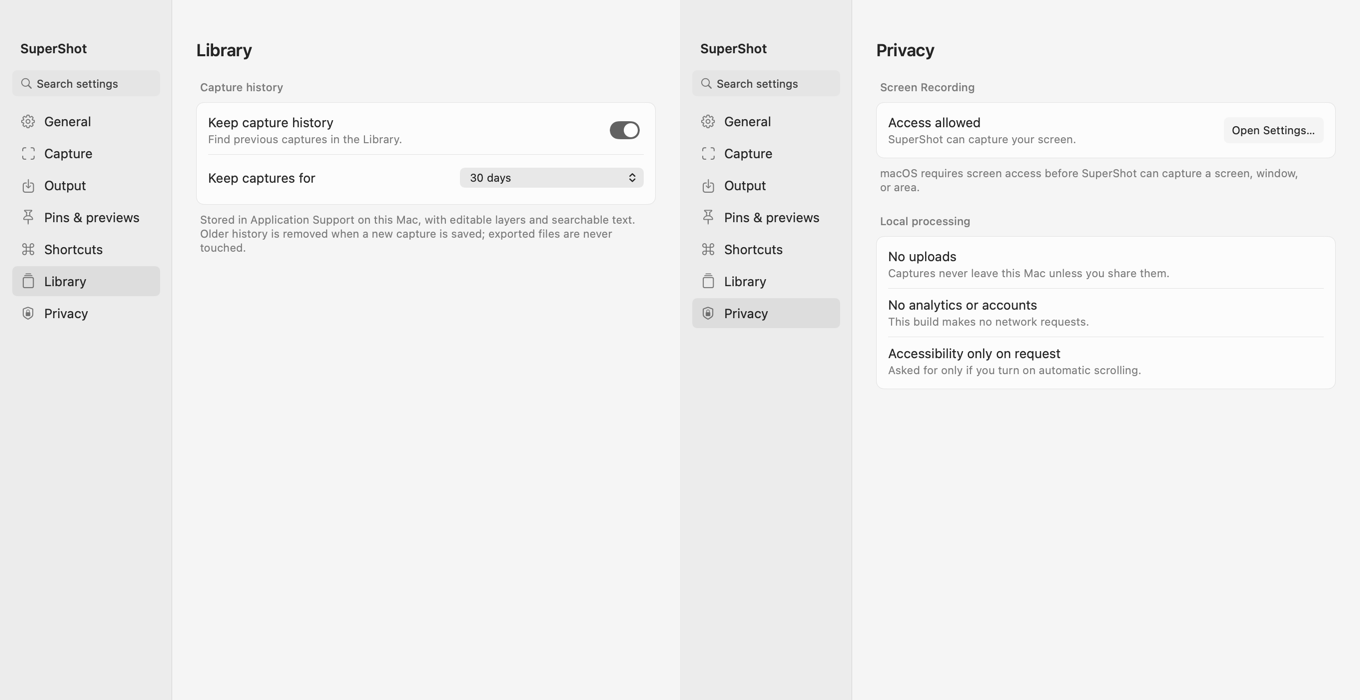 SuperShot
Search settings
General
Capture
Output
Pins & previews
Shortcuts
Library
Privacy
Library
Capture history
Keep capture history
Find previous captures in the Library.
Keep captures for
30 days
Stored in Application Support on this Mac, with editable layers and searchable text.
Older history is removed when a new capture is saved; exported files are never
touched.
SuperShot
Search settings
General
Capture
Output
Pins & previews
Shortcuts
Library
Privacy
Privacy
Screen Recording
Access allowed
SuperShot can capture your screen.
Open Settings...
macOS requires screen access before SuperShot can capture a screen, window,
or area.
Local processing
No uploads
Captures never leave this Mac unless you share them.
No analytics or accounts
This build makes no network requests.
Accessibility only on request
Asked for only if you turn on automatic scrolling.